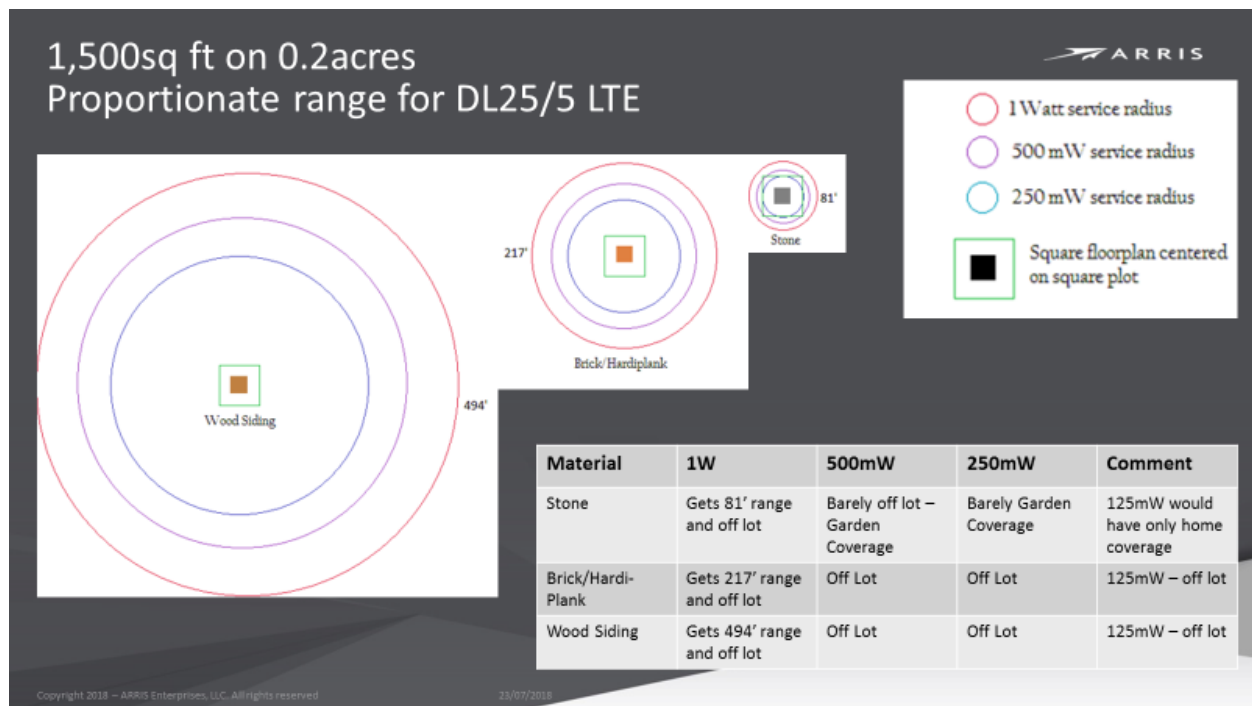 1,500sq ft on 0.2acres
Proportionate range for DL25/5 LTE
ARRIS
1 Watt service radius
500 mW service radius
250 mW service radius
Square floorplan centered
on square plot
Wood Siding
494'
217'
Brick/Hardiplank
81'
Stone
Material 1W 500mW 250mW Comment
Stone Gets 81’ range Barely off lot – Barely Garden 125mW would
and off lot Garden Coverage have only home
Coverage coverage
Brick/Hardi- Gets 217’ range Off Lot Off Lot 125mW – off lot
Plank and off lot
Wood Siding Gets 494’ range Off Lot Off Lot 125mW – off lot
and off lot
Copyright 2018 – ARRIS Enterprises, LLC. All rights reserved
23/07/2018